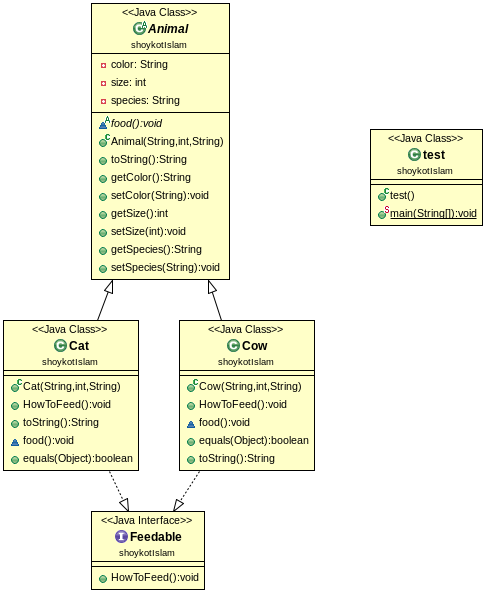 <<Java Class>>
Animal
shoykotIslam
color: String
size: int
species: String
food():void
Animal(String,int,String)
toString():String
getColor():String
setColor(String):void
getSize():int
setSize(int):void
getSpecies():String
setSpecies(String):void
<<Java Class>>
test
shoykotIslam
test()
main(String[]):void
<<Java Class>>
Cat
shoykotIslam
Cat(String,int,String)
HowToFeed():void
toString():String
food():void
equals(Object):boolean
<<Java Class>>
Cow
shoykotIslam
Cow(String,int,String)
HowToFeed():void
food():void
equals(Object):boolean
toString():String
<<Java Interface>>
Feedable
shoykotIslam
HowToFeed():void